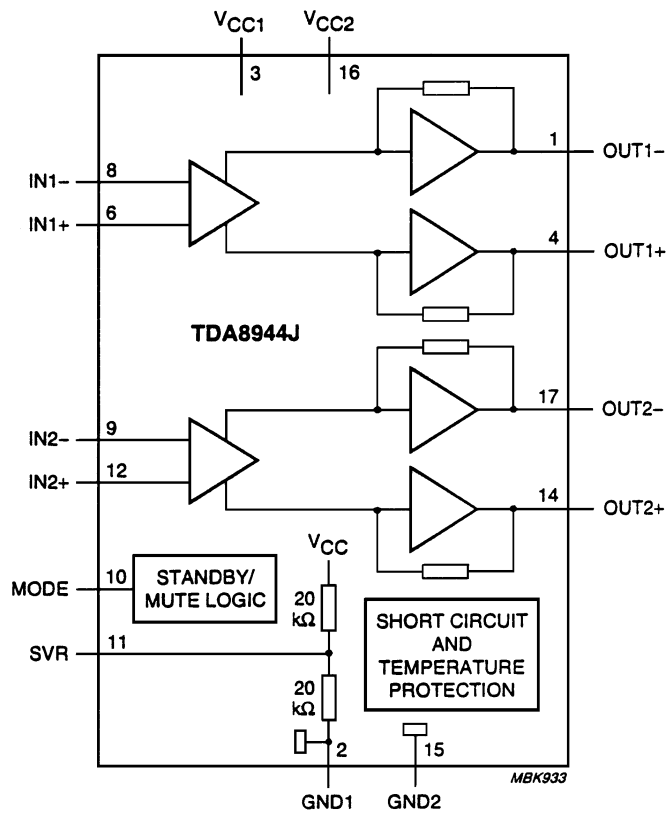 VCC1
VCC2
3
16
IN1−
8
IN1+
6
1
OUT1−
4
OUT1+
TDA8944J
IN2−
9
IN2+
12
17
OUT2−
14
OUT2+
MODE
10
STANDBY/
MUTE LOGIC
VCC
20
kΩ
SVR
11
20
kΩ
SHORT CIRCUIT
AND
TEMPERATURE
PROTECTION
2
15
GND1
GND2
MBK933